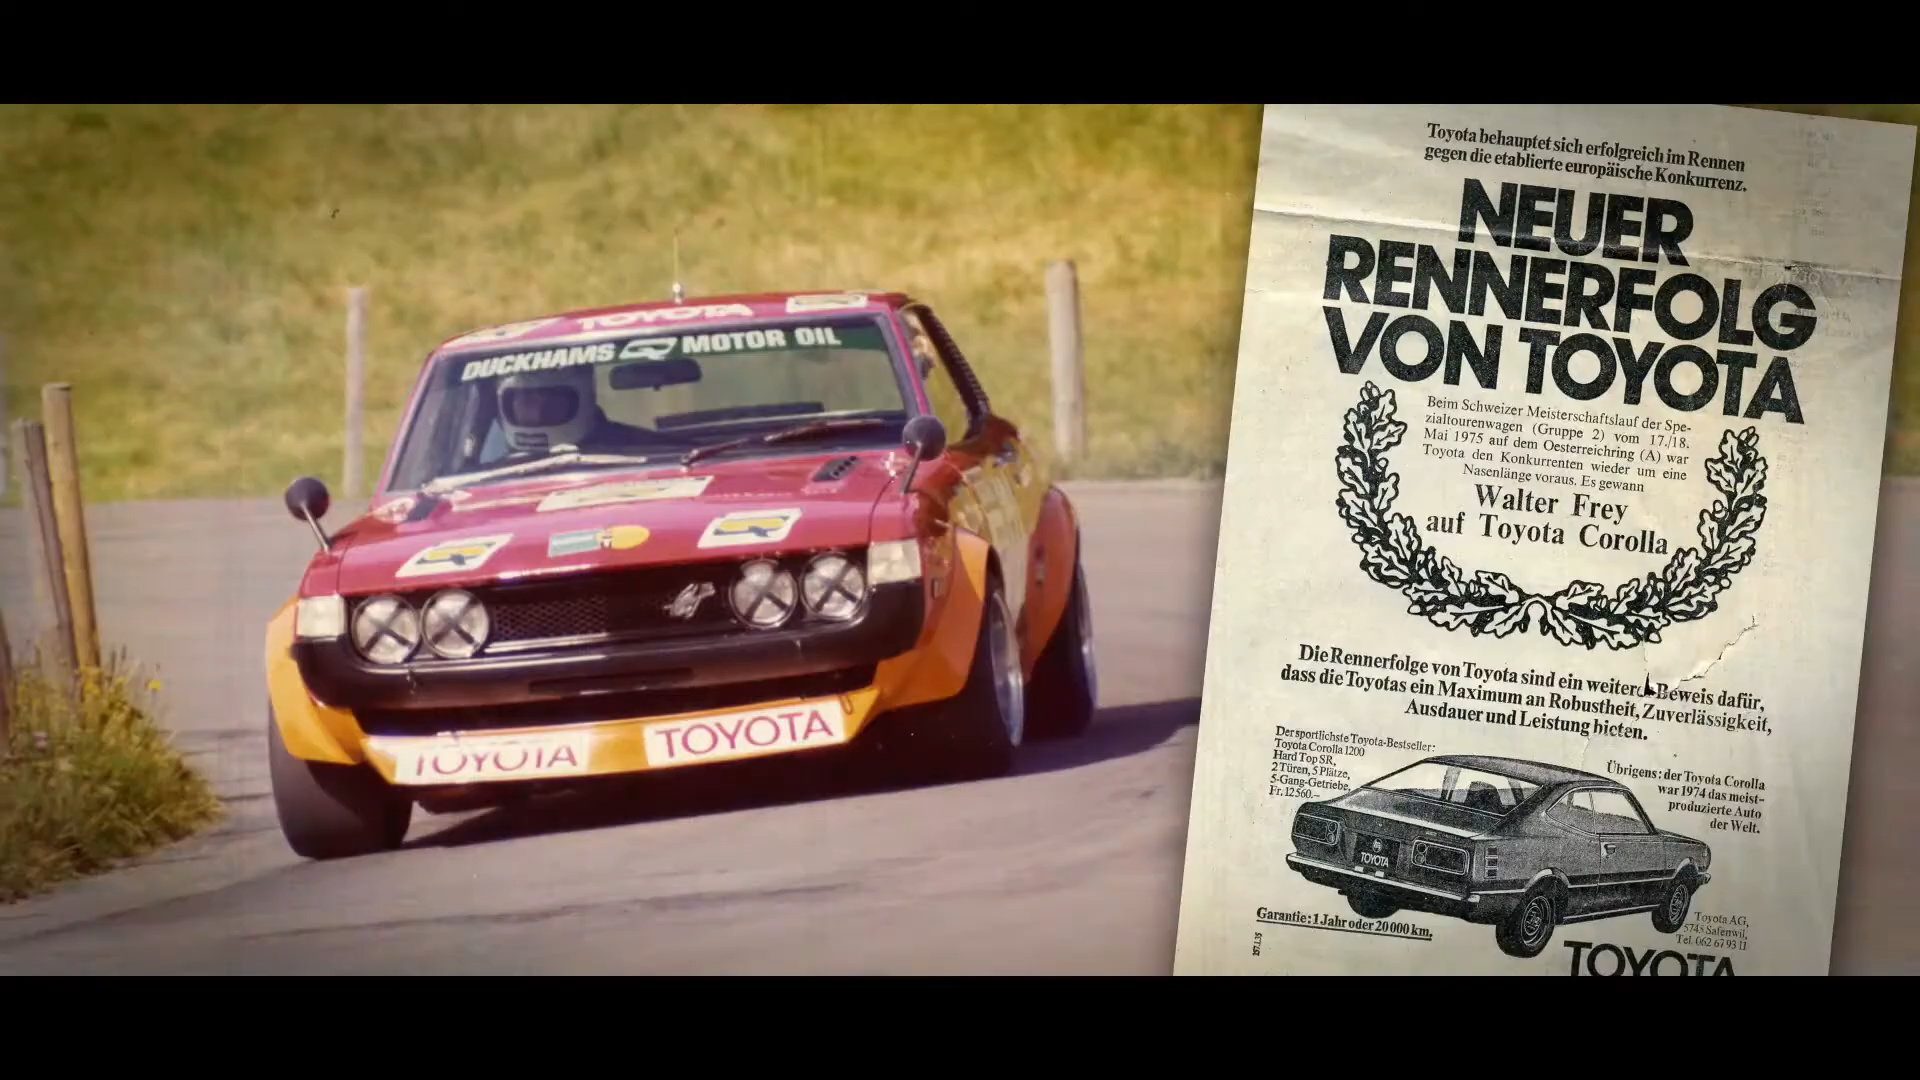 TOYOTA
DUCKHAMS Q MOTOR OIL
TOYOTA
TOYOTA
Toyota behauptet sich erfolgreich im Rennen
gegen die etablierte europäische Konkurrenz.
NEUER
RENNERFOLG
VON TOYOTA
Beim Schweizer Meisterschaftslauf der Spe-
zialtourenwagen (Gruppe 2) vom 17./18.
Mai 1975 auf dem Oesterreichring (A) war
Toyota den Konkurrenten wieder um eine
Nasenlänge voraus. Es gewann
Walter Frey
auf Toyota Corolla
Die Rennerfolge von Toyota sind ein weiterer Beweis dafür,
dass die Toyotas ein Maximum an Robustheit, Zuverlässigkeit,
Ausdauer und Leistung bieten.
Der sportlichste Toyota-Bestseller:
Toyota Corolla 1200
Hard Top SR,
2 Türen, 5 Plätze,
5-Gang-Getriebe,
Fr. 12560.–
Übrigens: der Toyota Corolla
war 1974 das meist-
produzierte Auto
der Welt.
TOYOTA
Garantie: 1 Jahr oder 20000 km.
Toyota AG,
5745 Safenwil,
Tel. 062 67 93 11
TOYOTA